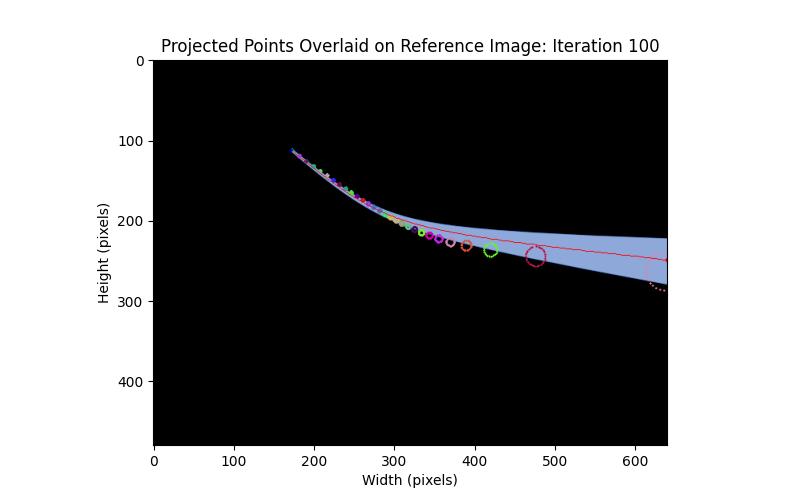 Projected Points Overlaid on Reference Image: Iteration 100
0
100
200
300
400
Height (pixels)
0 100 200 300 400 500 600
Width (pixels)